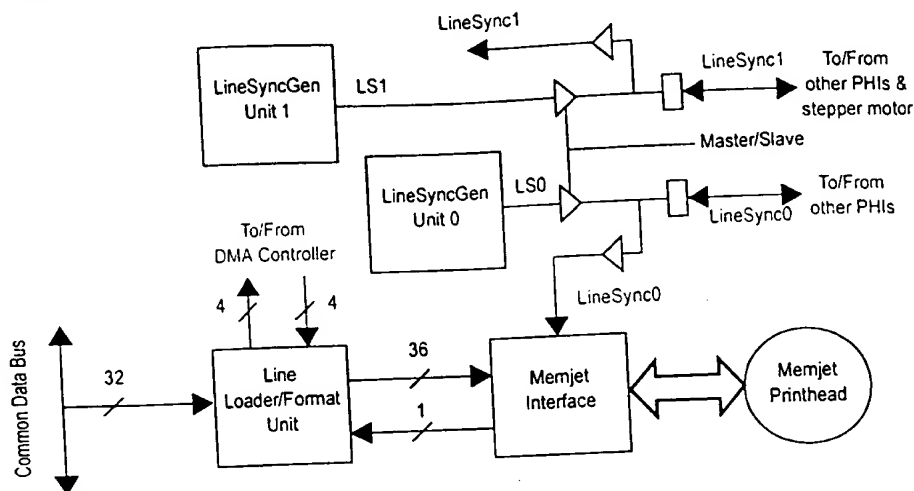 LineSync1
LineSyncGen
Unit 1
LS1
LineSync1
To/From
other PHIs &
stepper motor
Master/Slave
LineSyncGen
Unit 0
LS0
LineSync0
To/From
other PHIs
To/From
DMA Controller
4
4
LineSync0
Common Data Bus
32
Line
Loader/Format
Unit
36
1
Memjet
Interface
Memjet
Printhead